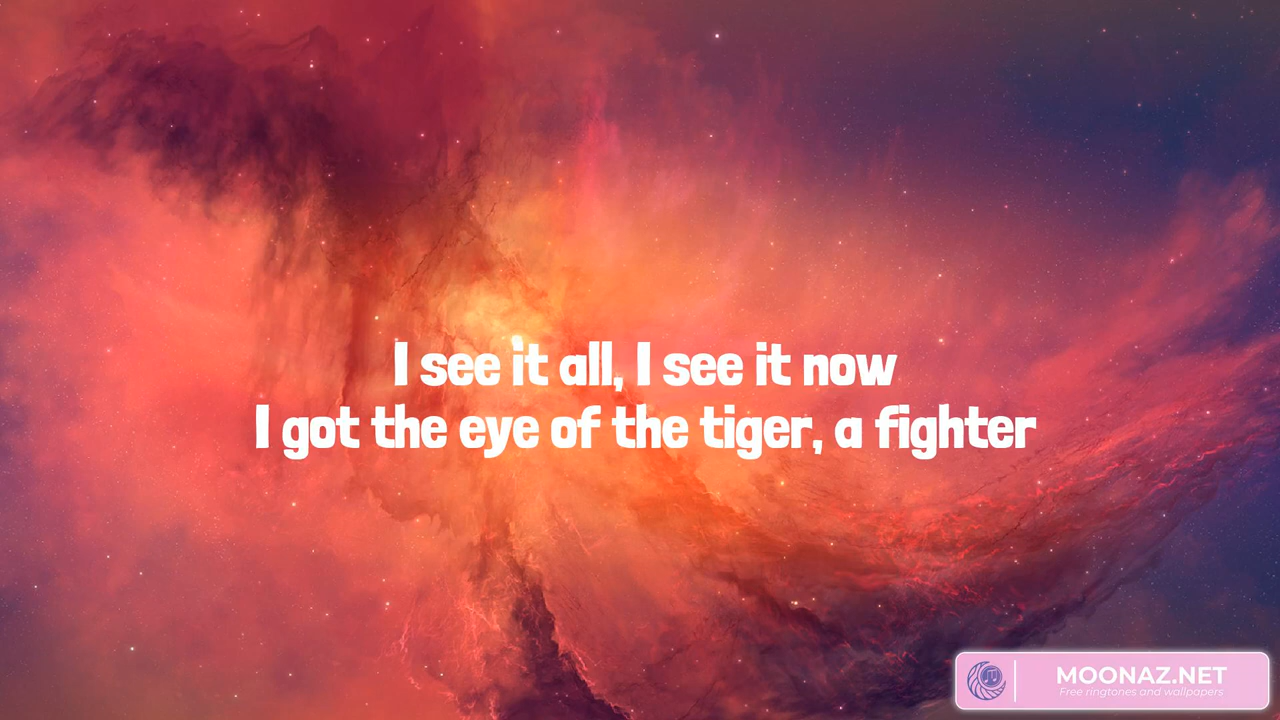 I see it all, I see it now
I got the eye of the tiger, a fighter
MOONAZ.NET
Free ringtones and wallpapers